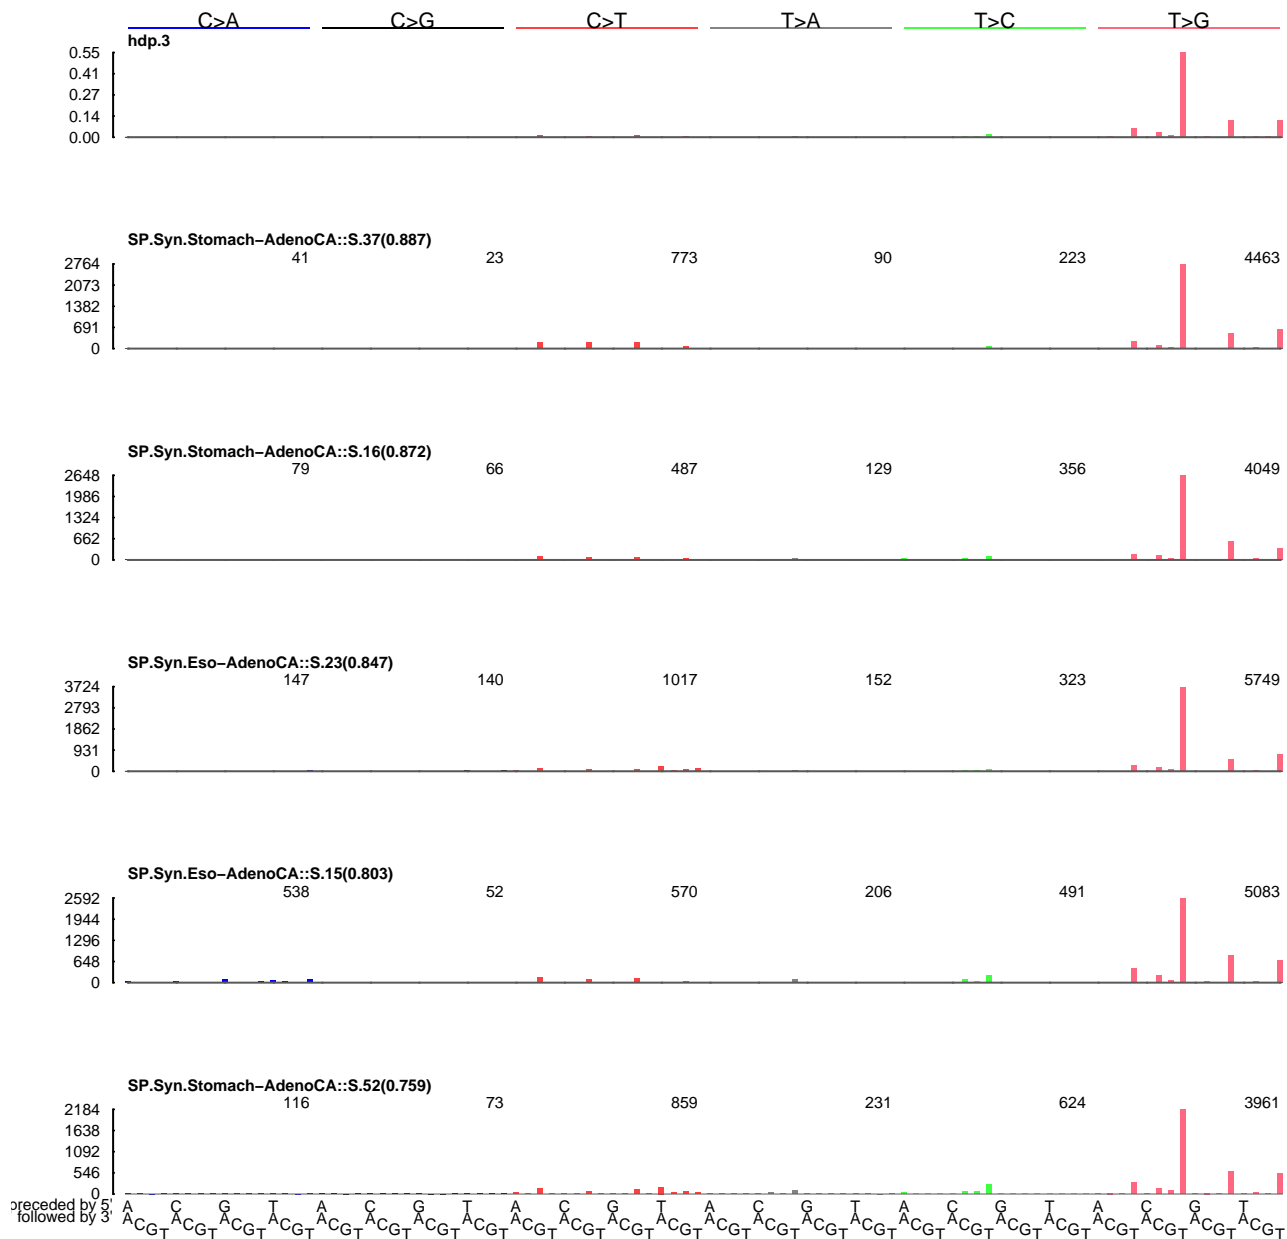 C>A C>G C>T T>A T>C T>G
hdp.3
0.55
0.41
0.27
0.14
0.00
SP.Syn.Stomach−AdenoCA::S.37(0.887)
41 23 773 90 223 4463
2764
2073
1382
691
0
SP.Syn.Stomach−AdenoCA::S.16(0.872)
79 66 487 129 356 4049
2648
1986
1324
662
0
SP.Syn.Eso−AdenoCA::S.23(0.847)
147 140 1017 152 323 5749
3724
2793
1862
931
0
SP.Syn.Eso−AdenoCA::S.15(0.803)
538 52 570 206 491 5083
2592
1944
1296
648
0
SP.Syn.Stomach−AdenoCA::S.52(0.759)
116 73 859 231 624 3961
2184
1638
1092
546
0
preceded by 5' A C G T A C G T A C G T A C G T A C G T A C G T
followed by 3' A C G T A C G T A C G T A C G T A C G T A C G T A C G T A C G T A C G T A C G T A C G T A C G T A C G T A C G T A C G T A C G T A C G T A C G T A C G T A C G T A C G T A C G T A C G T A C G T